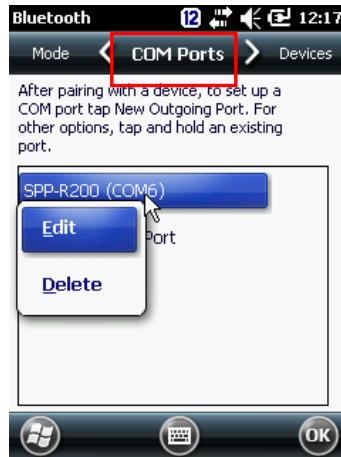 Bluetooth 12 12:17
Mode COM Ports Devices
After pairing with a device, to set up a
COM port tap New Outgoing Port. For
other options, tap and hold an existing
port.
SPP-R200 (COM6)
Edit
Port
Delete
OK